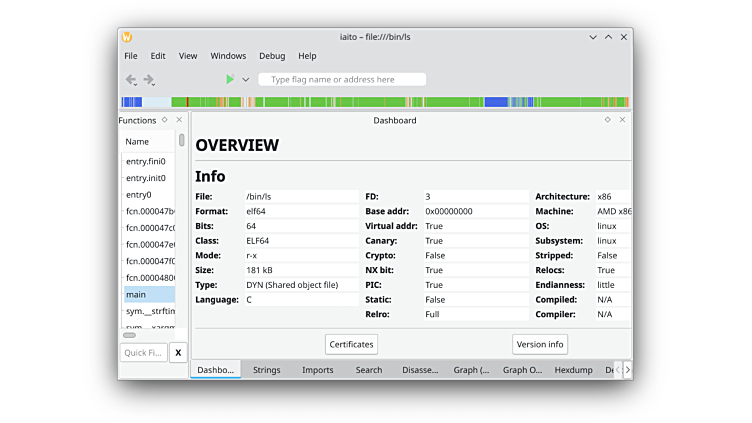 iaito – file:///bin/ls
File Edit View Windows Debug Help
Type flag name or address here
Functions
Dashboard
Name
entry.fini0
entry.init0
entry0
fcn.000047b
fcn.000047c
fcn.000047e
fcn.000047f0
fcn.00004800
main
sym.__strftim
Quick Fi... X
OVERVIEW
Info
File: /bin/ls FD: 3 Architecture: x86
Format: elf64 Base addr: 0x00000000 Machine: AMD x86
Bits: 64 Virtual addr: True OS: linux
Class: ELF64 Canary: True Subsystem: linux
Mode: r-x Crypto: False Stripped: False
Size: 181 kB NX bit: True Relocs: True
Type: DYN (Shared object file) PIC: True Endianness: little
Language: C Static: False Compiled: N/A
Relro: Full Compiler: N/A
Certificates Version info
Dashbo... Strings Imports Search Disasse... Graph (... Graph O... Hexdump